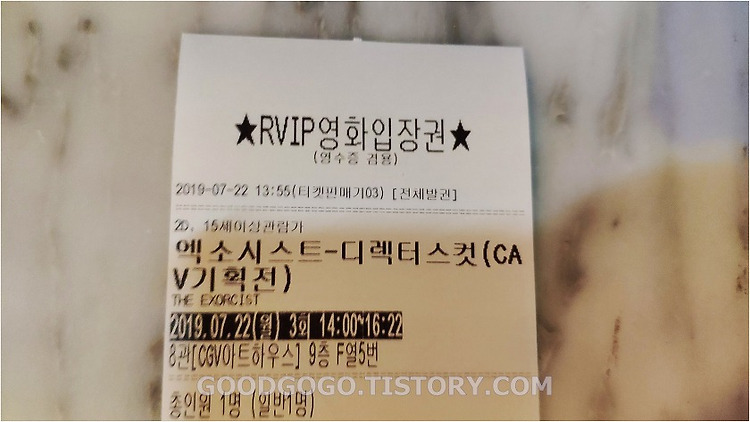 ★RVIP영화입장권★
(영수증 겸용)
2019-07-22 13:55(티켓판매기03) [전체발권]
2D, 15세이상관람가
엑소시스트-디렉터스컷(CA
V기획전)
THE EXORCIST
2019.07.22(월) 3회 14:00~16:22
8관[CGV아트하우스] 9층 F열5번
GOODGOGO.TISTORY.COM
총인원 1명 (일반1명)